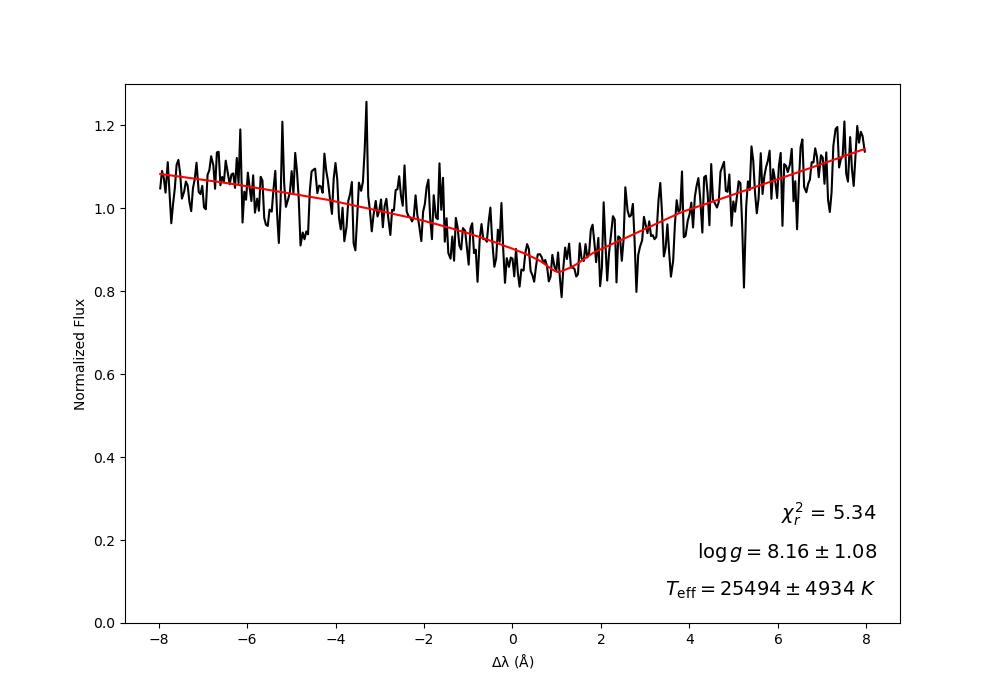 1.2
1.0
0.8
0.6
0.4
0.2
0.0
Normalized Flux
χ²ᵣ = 5.34
log g = 8.16 ± 1.08
T_eff = 25494 ± 4934 K
−8 −6 −4 −2 0 2 4 6 8
Δλ (Å)